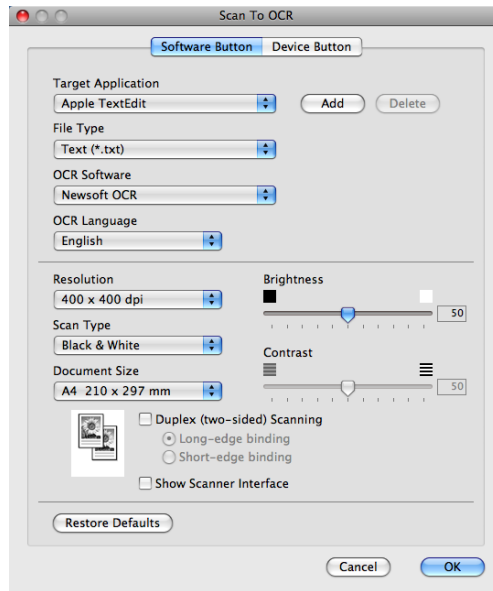 Scan To OCR
Software Button Device Button
Target Application
Apple TextEdit Add Delete
File Type
Text (*.txt)
OCR Software
Newsoft OCR
OCR Language
English
Resolution Brightness
400 x 400 dpi 50
Scan Type
Black & White
Contrast
Document Size
A4 210 x 297 mm 50
Duplex (two-sided) Scanning
Long-edge binding
Short-edge binding
Show Scanner Interface
Restore Defaults
Cancel OK